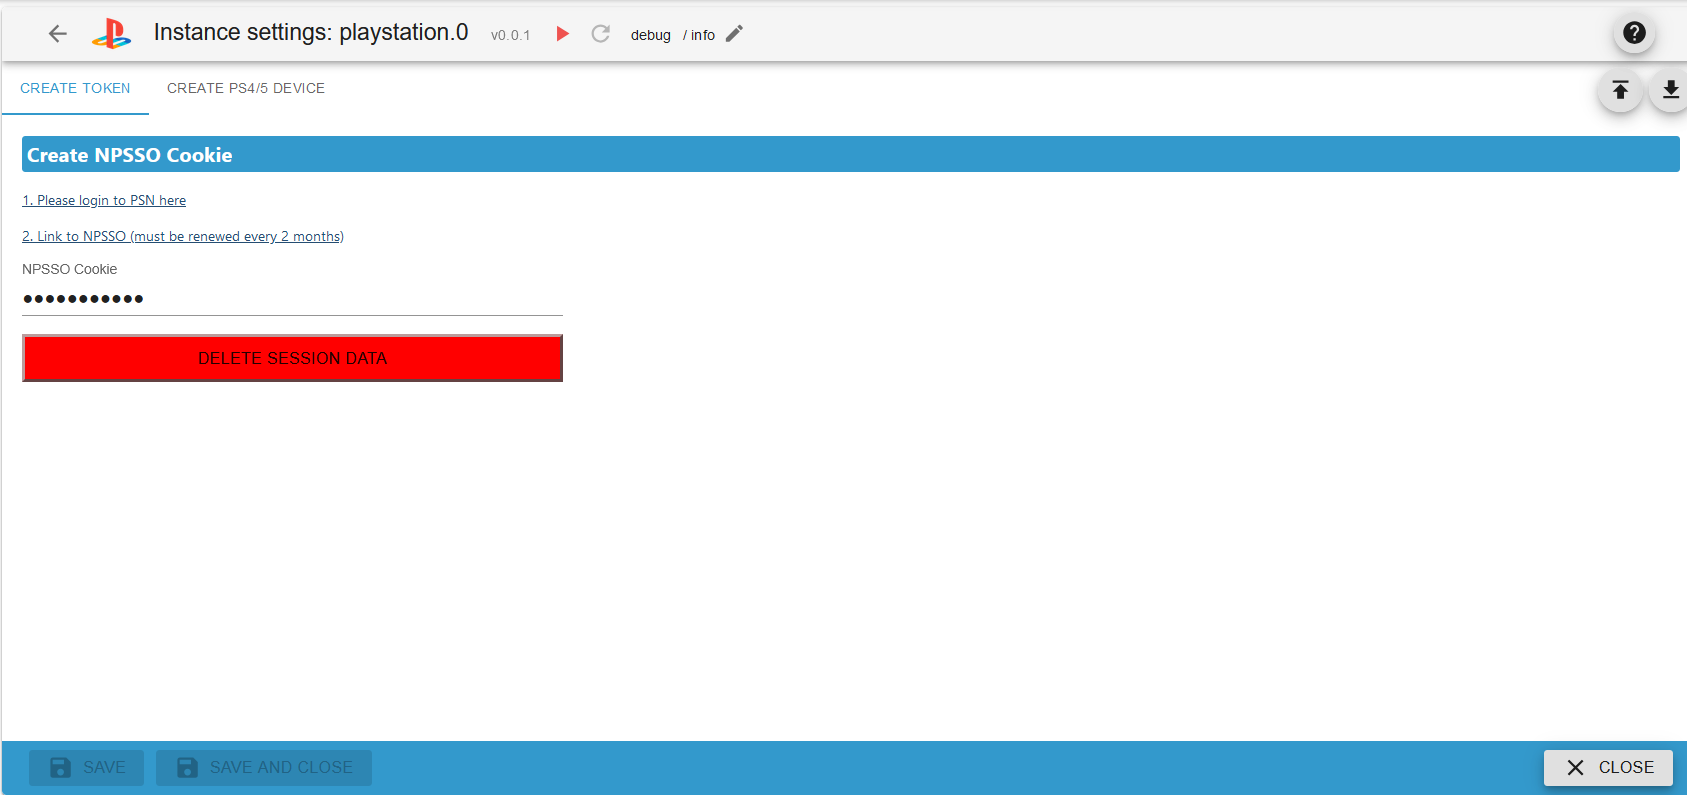 Instance settings: playstation.0 v0.0.1 debug / info
CREATE TOKEN CREATE PS4/5 DEVICE
Create NPSSO Cookie
1. Please login to PSN here
2. Link to NPSSO (must be renewed every 2 months)
NPSSO Cookie
•••••••••••
DELETE SESSION DATA
SAVE SAVE AND CLOSE CLOSE